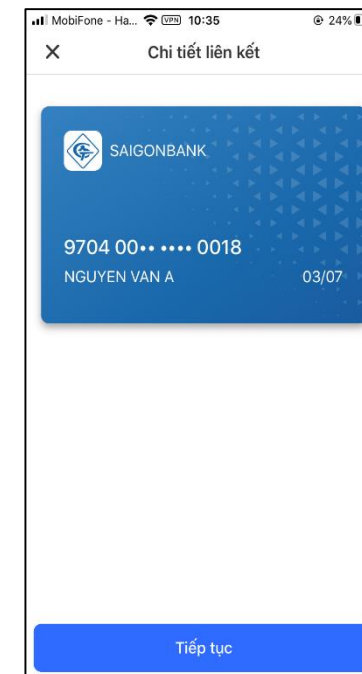 MobiFone - Ha... VPN 10:35 24%
Chi tiết liên kết
SAIGONBANK
9704 00•• •••• 0018
NGUYEN VAN A 03/07
Tiếp tục